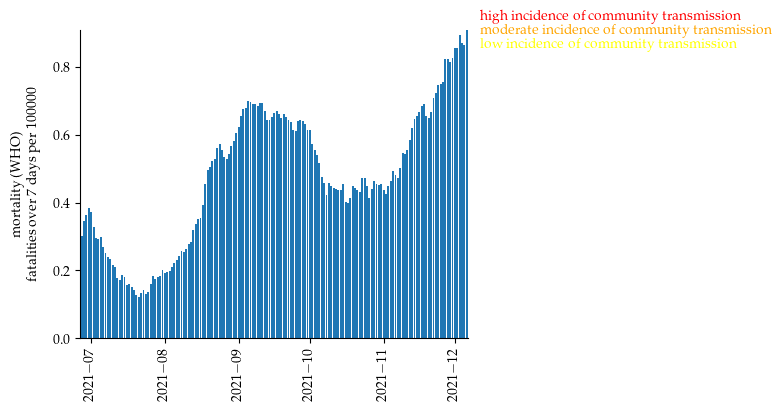 high incidence of community transmission
moderate incidence of community transmission
low incidence of community transmission
mortality (WHO)
fatalities over 7 days per 100000
0.8
0.6
0.4
0.2
0.0
2021−07
2021−08
2021−09
2021−10
2021−11
2021−12